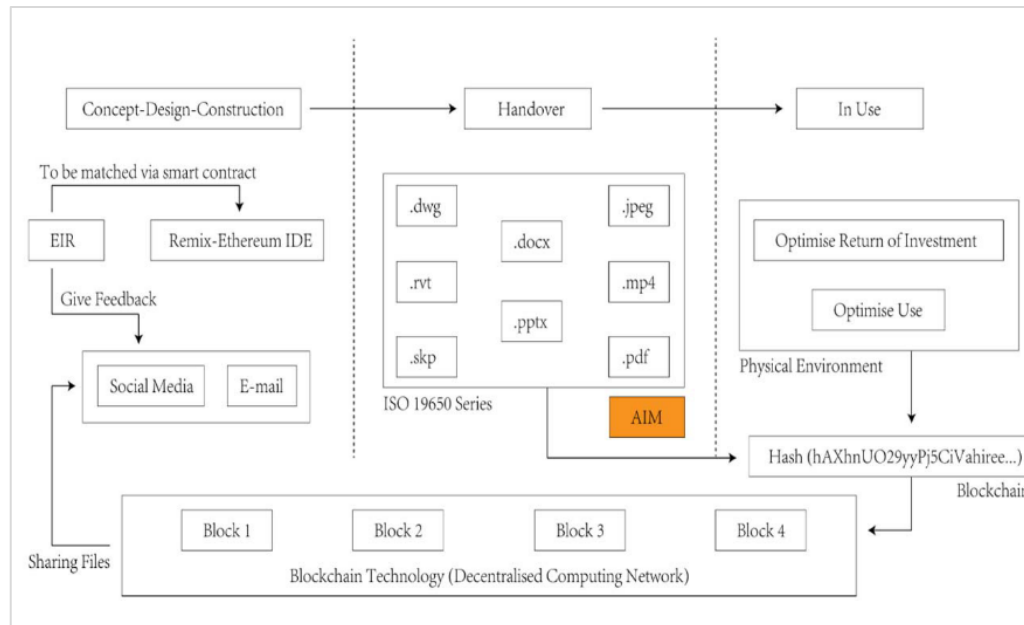 Concept-Design-Construction
Handover
In Use
To be matched via smart contract
EIR
Remix-Ethereum IDE
Give Feedback
Social Media
E-mail
.dwg
.jpeg
.docx
.rvt
.mp4
.pptx
.skp
.pdf
ISO 19650 Series
AIM
Optimise Return of Investment
Optimise Use
Physical Environment
Hash (hAXhnUO29yyPj5CiVahiree...)
Blockchain
Block 1
Block 2
Block 3
Block 4
Sharing Files
Blockchain Technology (Decentralised Computing Network)